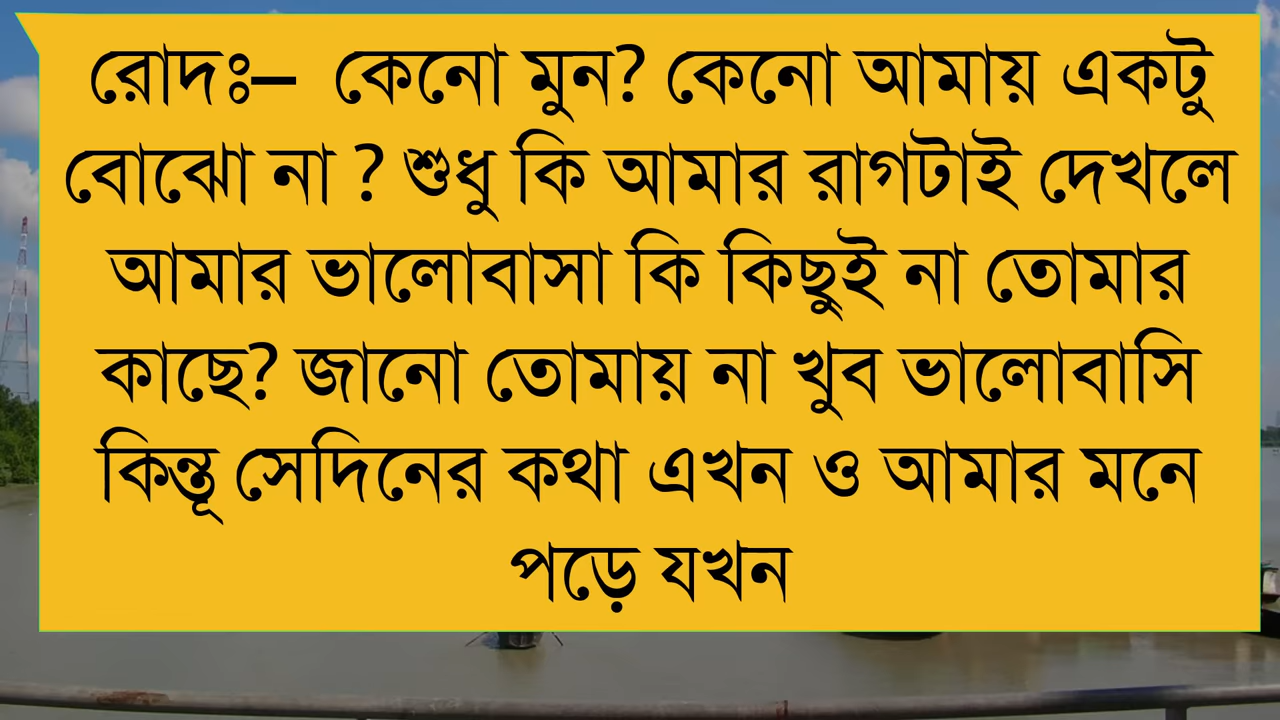 রোদঃ– কেনো মুন? কেনো আমায় একটু
বোঝো না ? শুধু কি আমার রাগটাই দেখলে
আমার ভালোবাসা কি কিছুই না তোমার
কাছে? জানো তোমায় না খুব ভালোবাসি
কিন্তূ সেদিনের কথা এখন ও আমার মনে
পড়ে যখন